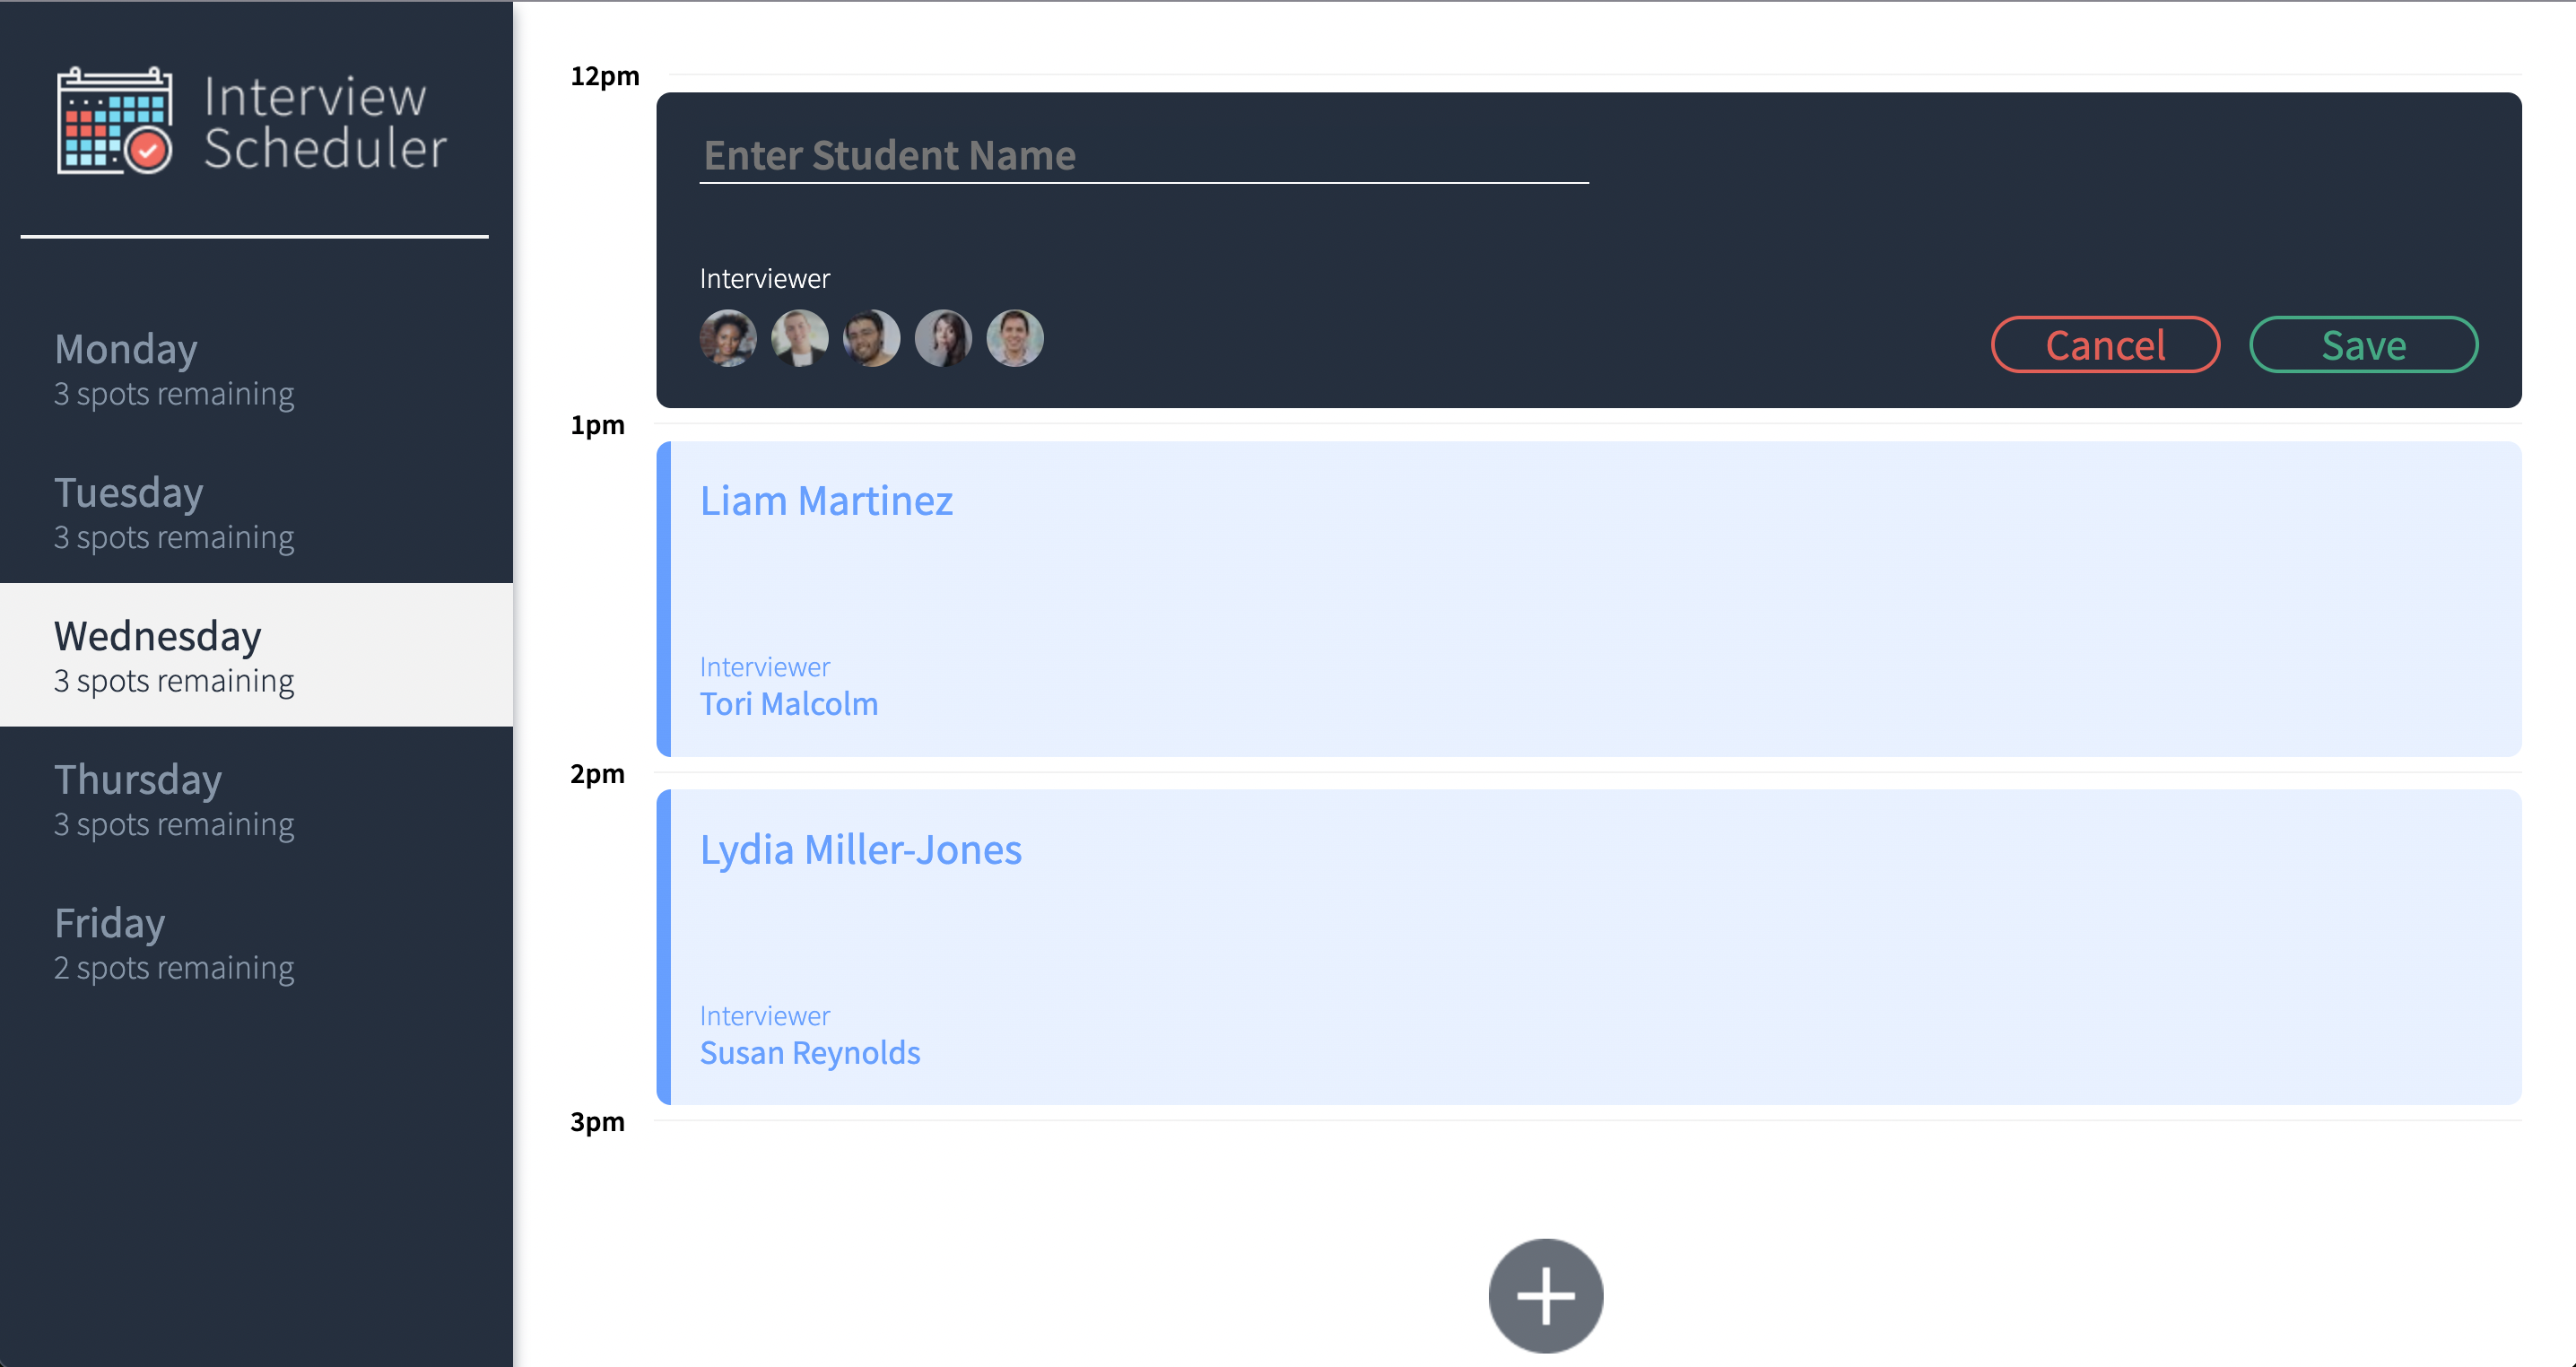 Interview
Scheduler
Monday
3 spots remaining
Tuesday
3 spots remaining
Wednesday
3 spots remaining
Thursday
3 spots remaining
Friday
2 spots remaining
12pm
Enter Student Name
Interviewer
Cancel
Save
1pm
Liam Martinez
Interviewer
Tori Malcolm
2pm
Lydia Miller-Jones
Interviewer
Susan Reynolds
3pm